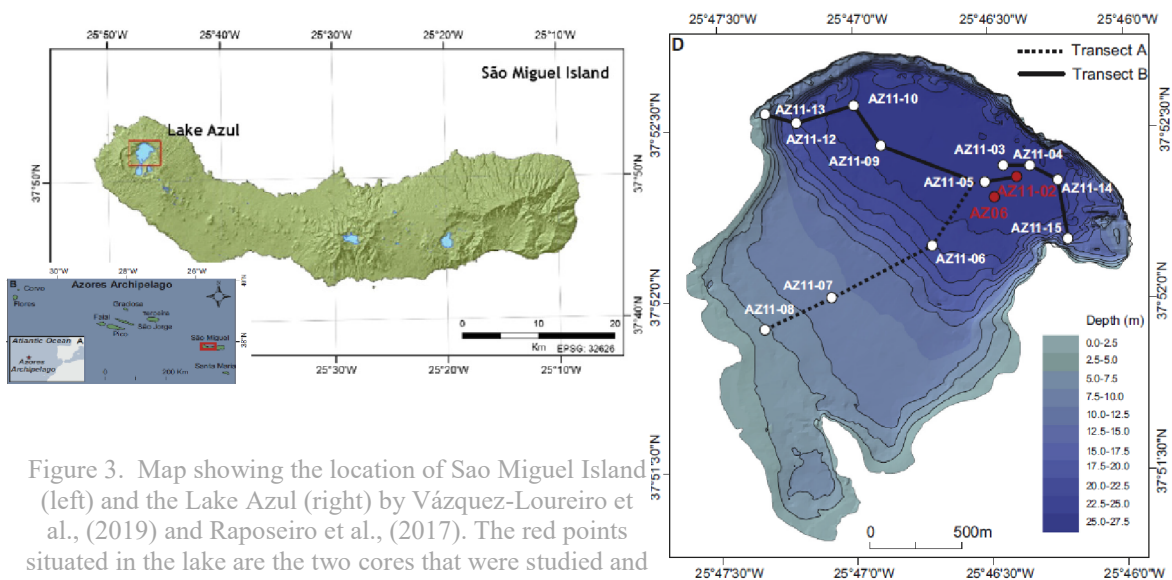 25°50'W
25°40'W
25°30'W
25°20'W
25°10'W
São Miguel Island
Lake Azul
37°50'N
37°50'N
37°40'N
0 10 20
Km EPSG: 32626
25°30'W
25°20'W
25°10'W
30°W
28°W
26°W
B
Azores Archipelago
Corvo
Flores
Graciosa
Terceira
Faial
São Jorge
Pico
São Miguel
Santa Maria
38°N
Atlantic Ocean A
Azores
Archipelago
0 200 Km
25°47'30"W
25°47'0"W
25°46'30"W
25°46'0"W
D
Transect A
Transect B
AZ11-13
AZ11-10
AZ11-12
AZ11-09
AZ11-03
AZ11-04
AZ11-05
AZ11-02
AZ11-14
AZ06
AZ11-15
AZ11-06
AZ11-07
AZ11-08
37°52'30"N
37°52'0"N
37°51'30"N
37°52'30"N
37°52'0"N
37°51'30"N
Depth (m)
0.0-2.5
2.5-5.0
5.0-7.5
7.5-10.0
10.0-12.5
12.5-15.0
15.0-17.5
17.5-20.0
20.0-22.5
22.5-25.0
25.0-27.5
0 500m
25°47'30"W
25°47'0"W
25°46'30"W
25°46'0"W
Figure 3. Map showing the location of Sao Miguel Island
(left) and the Lake Azul (right) by Vázquez-Loureiro et
al., (2019) and Raposeiro et al., (2017). The red points
situated in the lake are the two cores that were studied and